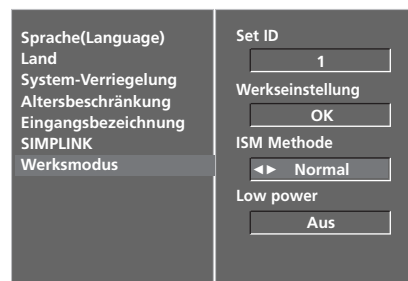 Sprache(Language)
Land
System-Verriegelung
Altersbeschränkung
Eingangsbezeichnung
SIMPLINK
Werksmodus
Set ID
1
Werkseinstellung
OK
ISM Methode
◄► Normal
Low power
Aus